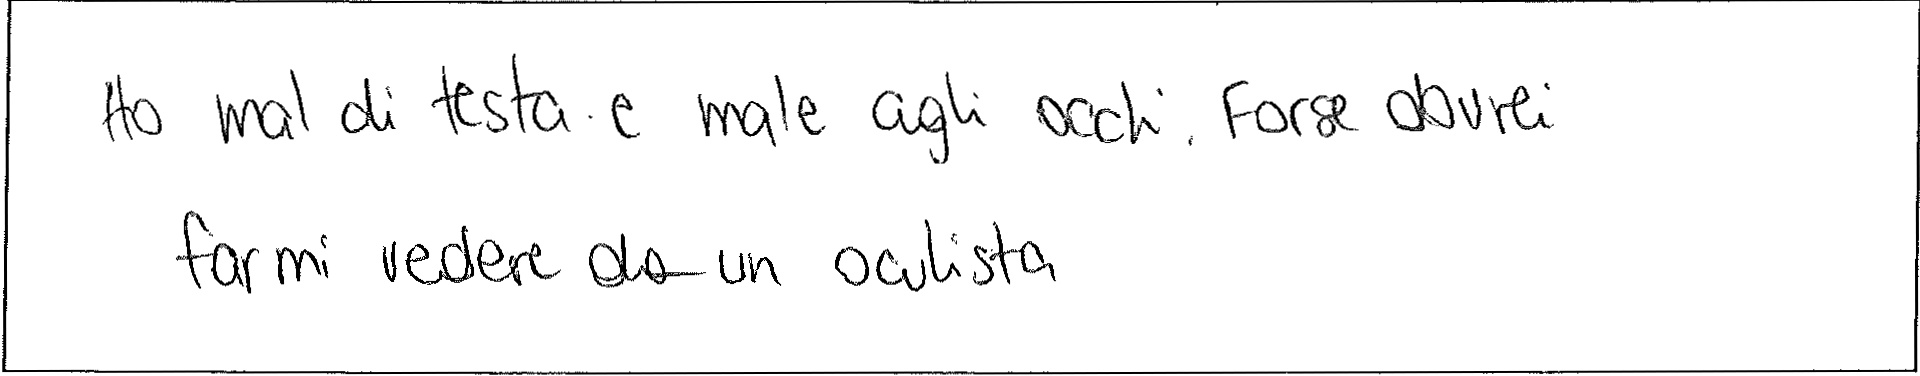 Ho mal di testa e male agli occhi. Forse dovrei
farmi vedere da un oculista